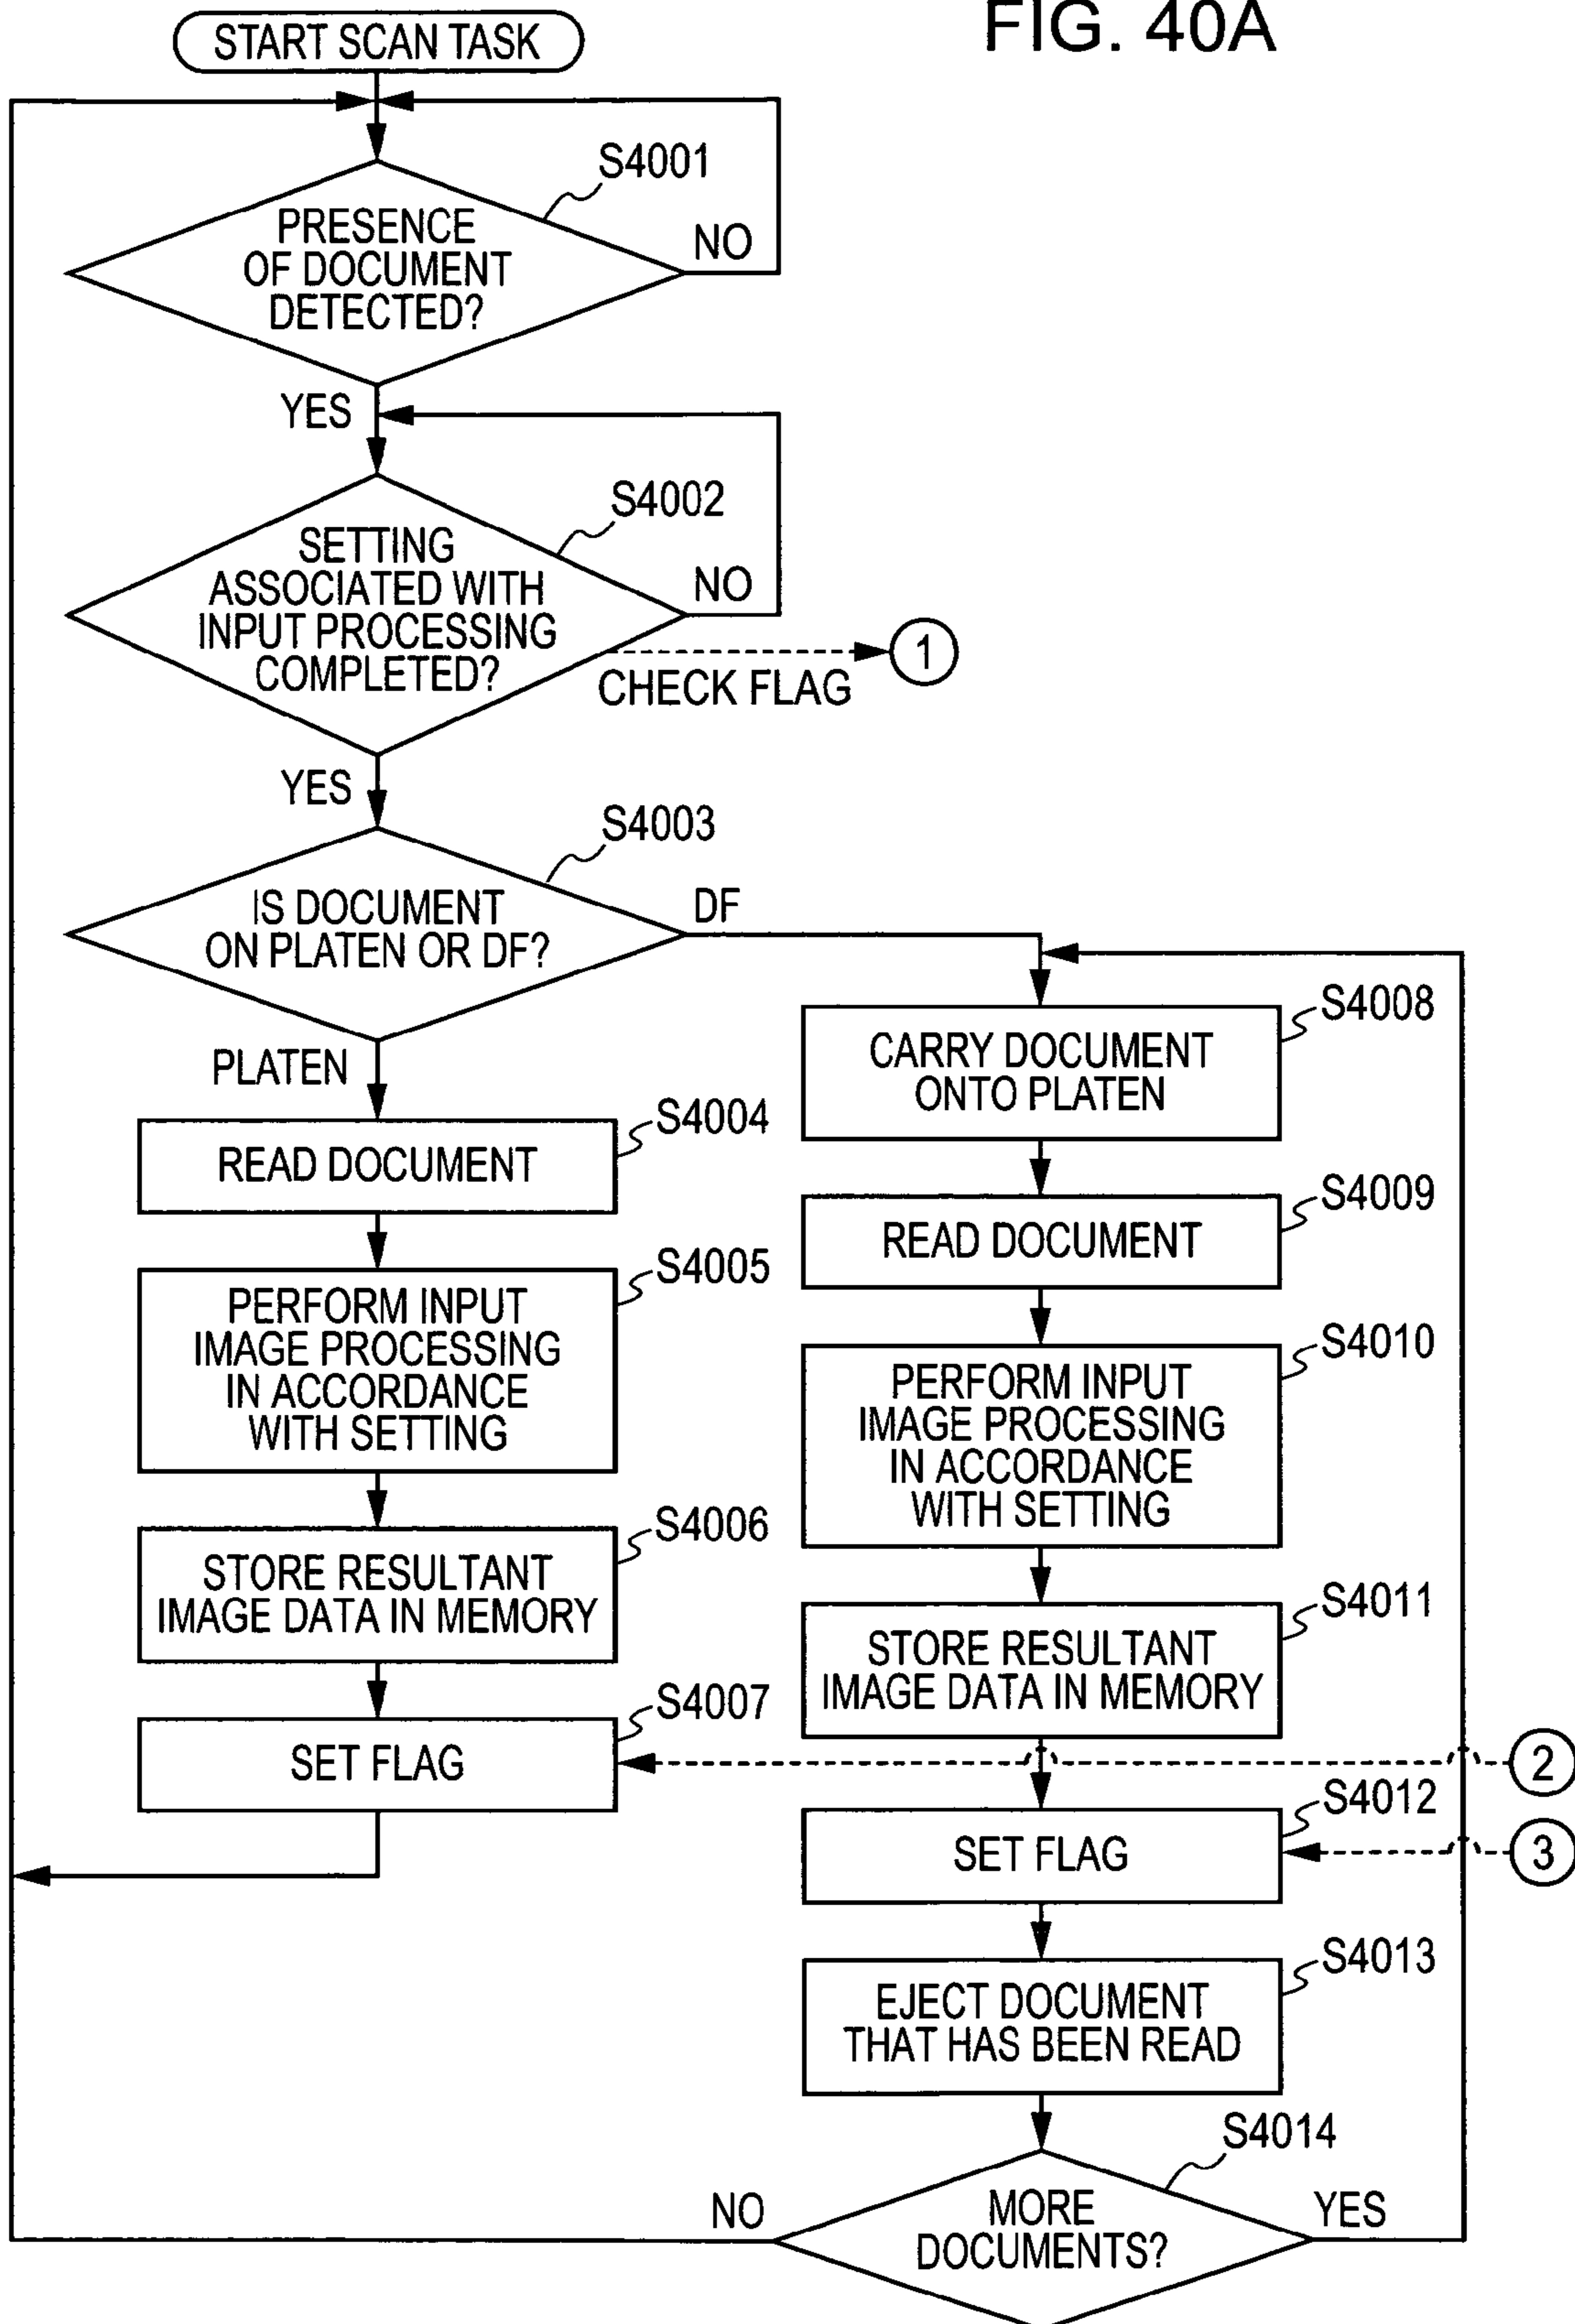 FIG. 40A
START SCAN TASK
S4001
PRESENCE
OF DOCUMENT
DETECTED?
NO
YES
S4002
SETTING
ASSOCIATED WITH
INPUT PROCESSING
COMPLETED?
NO
1
CHECK FLAG
YES
S4003
IS DOCUMENT
ON PLATEN OR DF?
DF
PLATEN
S4004
READ DOCUMENT
S4005
PERFORM INPUT
IMAGE PROCESSING
IN ACCORDANCE
WITH SETTING
S4006
STORE RESULTANT
IMAGE DATA IN MEMORY
S4007
SET FLAG
2
S4008
CARRY DOCUMENT
ONTO PLATEN
S4009
READ DOCUMENT
S4010
PERFORM INPUT
IMAGE PROCESSING
IN ACCORDANCE
WITH SETTING
S4011
STORE RESULTANT
IMAGE DATA IN MEMORY
S4012
SET FLAG
3
S4013
EJECT DOCUMENT
THAT HAS BEEN READ
S4014
MORE
DOCUMENTS?
NO
YES